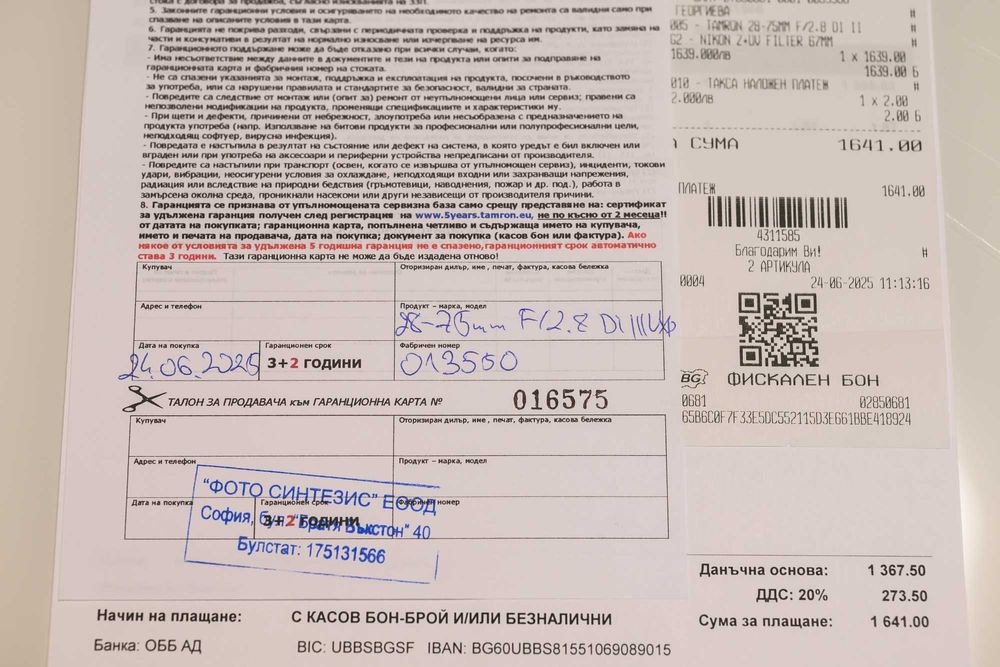 стока с договора за продажба, съгласно изискванията на ЗЗП.
5. Законните гаранционни условия и осигуряването на необходимото качество на ремонта са валидни само при
спазване на описаните условия в тази карта.
6. Гаранцията не покрива разходи, свързани с периодичната проверка и поддръжка на продукти, като замяна на
части и консумативи в резултат на нормално износване или изчерпване на ресурса им.
7. Гаранционното поддържане може да бъде отказано при всички случаи, когато:
- Има несъответствие между данните в документите и тези на продукта или опити за подправяне на
Гаранционната карта и фабричния номер на стоката.
- Не са спазени указанията за монтаж, поддръжка и експлоатация на продукта, посочени в ръководството
за употреба, или са нарушени правилата и стандартите за безопасност, валидни за страната.
- Повредите са следствие от монтаж или (опит за) ремонт от неупълномощени лица или сервиз; правени са
непозволени модификации на продукта, променящи спецификациите и характеристики му.
- При щети и дефекти, причинени от небрежност, злоупотреба или несъобразена с предназначението на
продукта употреба (напр. Използване на битови продукти за професионални или полупрофесионални цели,
неподходящ софтуер, вирусна инфекция).
- Повредата е настъпила в резултат на състояние или дефект на система, в която уредът е бил включен или
вграден или при употреба на аксесоари и периферни устройства непредписани от производителя.
- Повредите са настъпили при транспорт (освен, когато се извършва от упълномощен сервиз), инциденти, токови
удари, вибрации, неосигурени условия за охлаждане, неподходящи входни или захранващи напрежения,
радиация или вследствие на природни бедствия (гръмотевици, наводнения, пожар и др. под.), работа в
замърсена околна среда, проникнали насекоми или други независещи от производителя причини.
8. Гаранцията се признава от упълномощената сервизна база само срещу представяне на: сертификат
за удължена гаранция получен след регистрация на www.5years.tamron.eu, не по късно от 2 месеца!!
от датата на покупката; гаранционна карта, попълнена четливо и съдържаща името на купувача,
името и печата на продавача, дата на покупка; документ за покупка (касов бон или фактура). Ако
някое от условията за удължена 5 годишна гаранция не е спазено,гаранционният срок автоматично
става 3 години. Тази гаранционна карта не може да бъде издадена отново!
Купувач
Оторизиран дилър, име , печат, фактура, касова бележка
Адрес и телефон
Продукт – марка, модел
28-75mm F/2.8 Di III VXD
Дата на покупка
24.06.2025
Гаранционен срок
3+2 години
Фабричен номер
013550
ТАЛОН ЗА ПРОДАВАЧА към ГАРАНЦИОННА КАРТА № 016575
Купувач
Оторизиран дилър, име , печат, фактура, касова бележка
Адрес и телефон
Продукт – марка, модел
Дата на покупка
Гаранционен срок
3+2 години
Фабричен номер
"ФОТО СИНТЕЗИС" ЕООД
София, бул. "Братя Бъкстон" 40
Булстат: 175131566
ГЕОРГИЕВА #
005 - TAMRON 28-75MM F/2.8 DI II #
G2 - NIKON Z+UV FILTER 67MM #
1639.000лв 1 x 1639.00
1639.00 Б
010 - ТАКСА НАЛОЖЕН ПЛАТЕЖ #
2.000лв 1 x 2.00
2.00 Б
СУМА 1641.00
ПЛАТЕЖ 1641.00
4311585
Благодарим Ви! #
2 АРТИКУЛА
0004 24-06-2025 11:13:16
BG ФИСКАЛЕН БОН
0681 02850681
65B6C0F7F33E5DC552115D3E661BBE418924
Данъчна основа: 1 367.50
ДДС: 20% 273.50
Сума за плащане: 1 641.00
Начин на плащане: С КАСОВ БОН-БРОЙ И/ИЛИ БЕЗНАЛИЧНИ
Банка: ОББ АД BIC: UBBSBGSF IBAN: BG60UBBS81551069089015